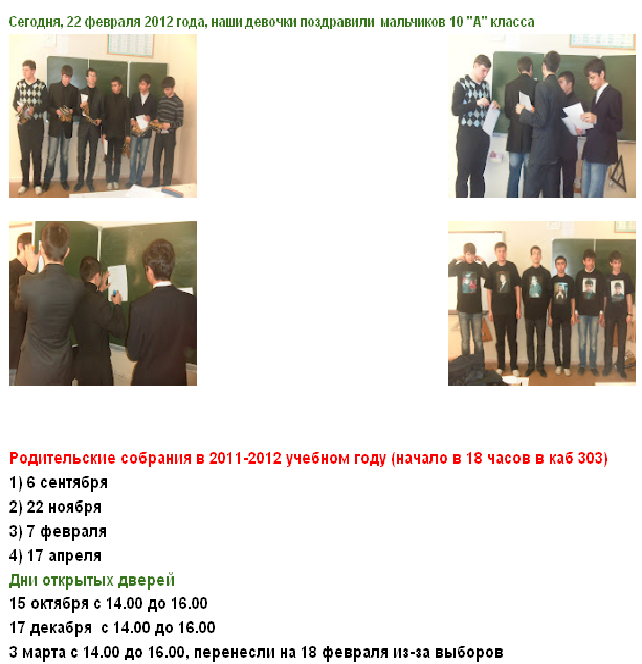 Сегодня, 22 февраля 2012 года, наши девочки поздравили мальчиков 10 "А" класса
Родительские собрания в 2011-2012 учебном году (начало в 18 часов в каб 303)
1) 6 сентября
2) 22 ноября
3) 7 февраля
4) 17 апреля
Дни открытых дверей
15 октября с 14.00 до 16.00
17 декабря с 14.00 до 16.00
3 марта с 14.00 до 16.00, перенесли на 18 февраля из-за выборов